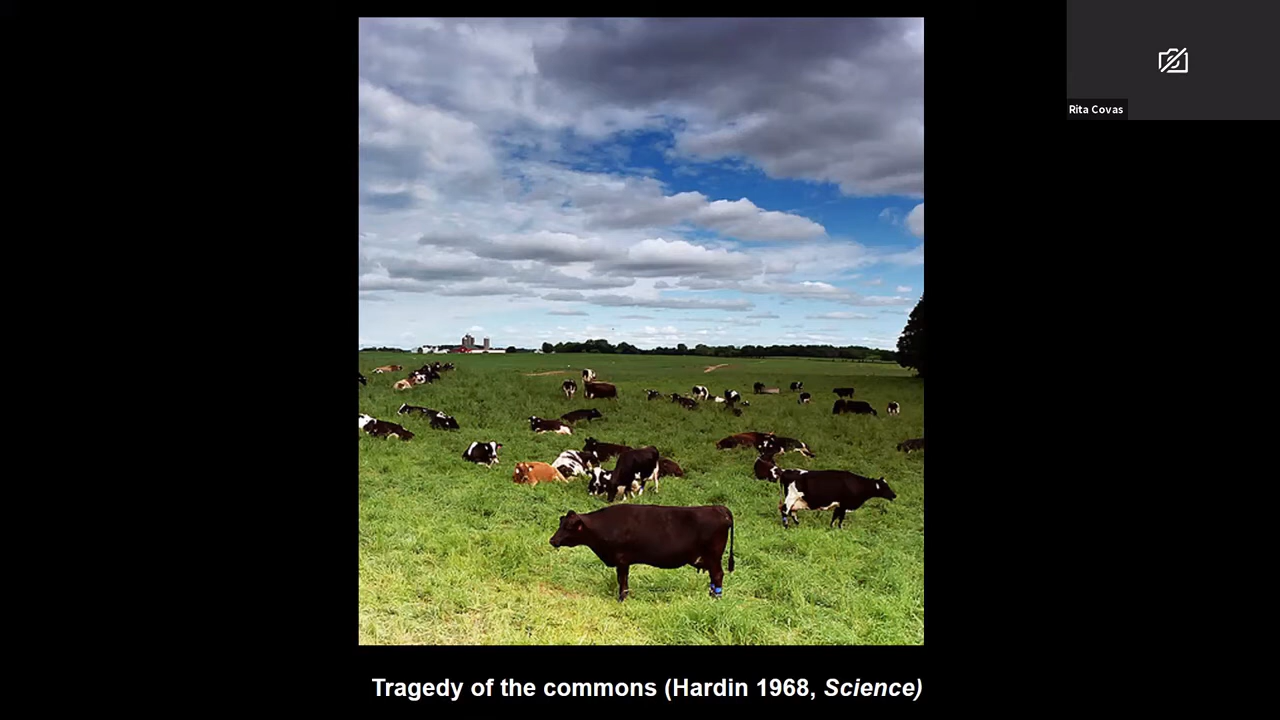 Rita Covas
Tragedy of the commons (Hardin 1968, Science)